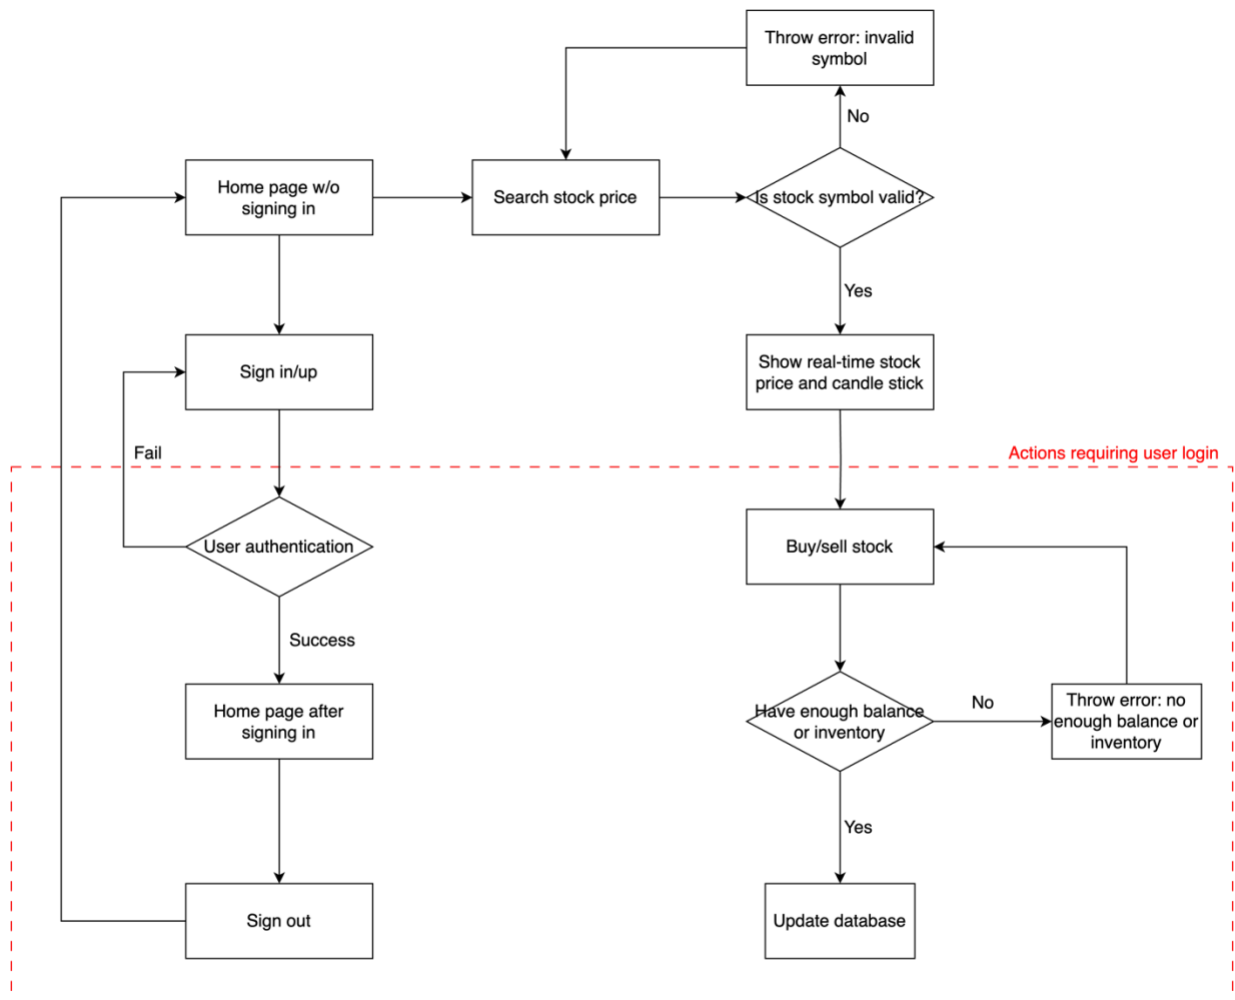 Throw error: invalid
symbol
No
Home page w/o
signing in
Search stock price
Is stock symbol valid?
Yes
Sign in/up
Show real-time stock
price and candle stick
Fail
Actions requiring user login
User authentication
Buy/sell stock
Success
Home page after
signing in
Have enough balance
or inventory
No
Throw error: no
enough balance or
inventory
Yes
Sign out
Update database